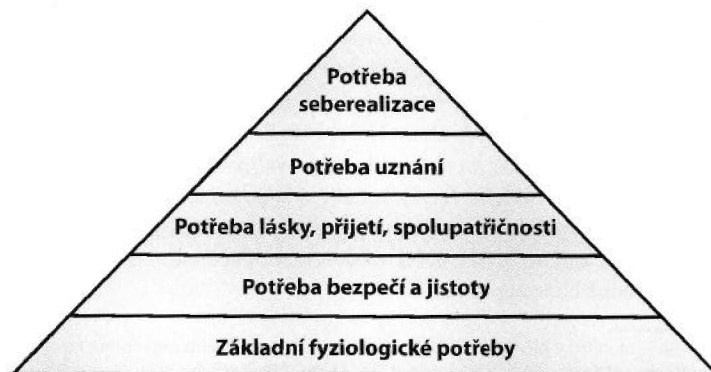 Potřeba
seberealizace
Potřeba uznání
Potřeba lásky, přijetí, spolupatřičnosti
Potřeba bezpečí a jistoty
Základní fyziologické potřeby